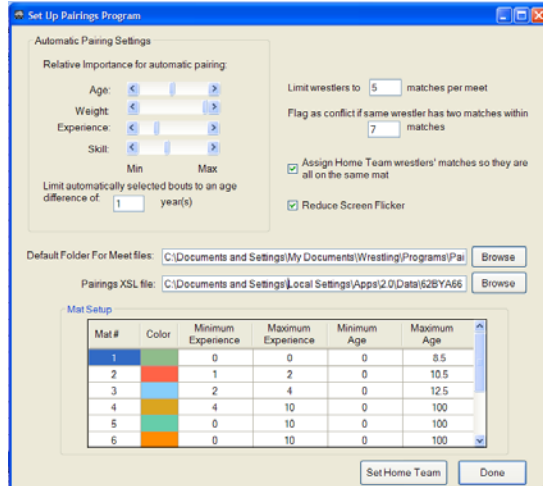 Set Up Pairings Program
Automatic Pairing Settings
Relative Importance for automatic pairing:
Age:
Weight:
Experience:
Skill:
Min Max
Limit automatically selected bouts to an age
difference of: 1 year(s)
Limit wrestlers to 5 matches per meet
Flag as conflict if same wrestler has two matches within
7 matches
Assign Home Team wrestlers' matches so they are
all on the same mat
Reduce Screen Flicker
Default Folder For Meet files: C:\Documents and Settings\My Documents\Wrestling\Programs\Pai Browse
Pairings XSL file: C:\Documents and Settings\Local Settings\Apps\2.0\Data\62BYA66 Browse
Mat Setup
Mat # Color Minimum Experience Maximum Experience Minimum Age Maximum Age
1 0 0 0 8.5
2 1 2 0 10.5
3 2 4 0 12.5
4 4 10 0 100
5 0 10 0 100
6 0 10 0 100
Set Home Team Done